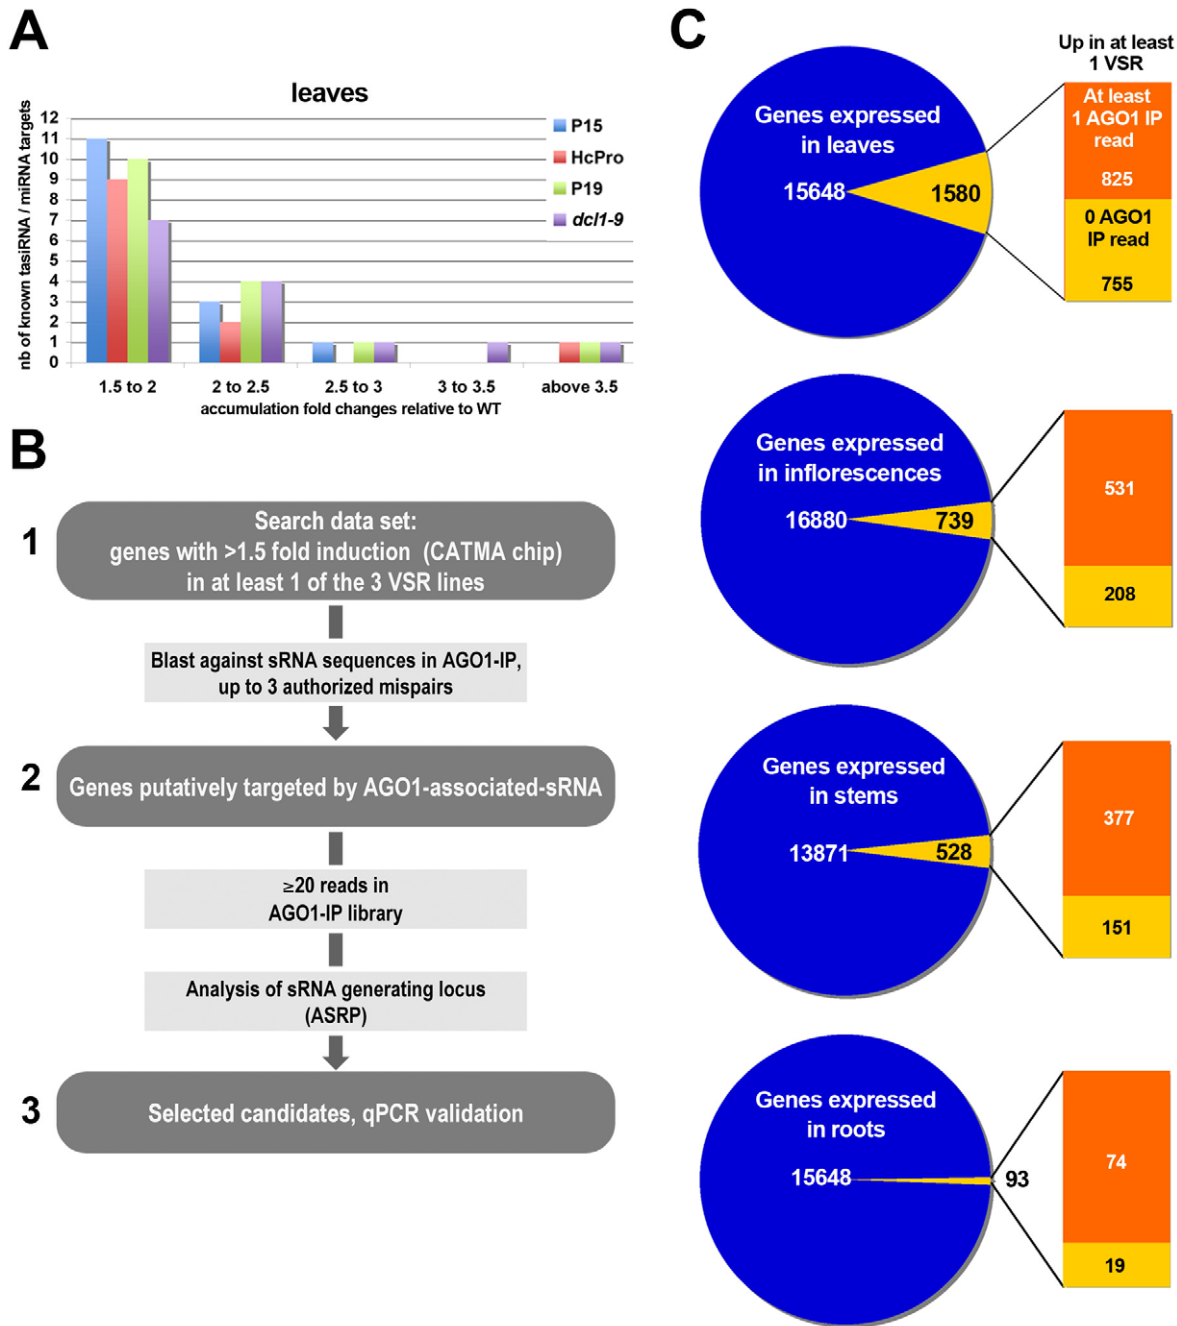 A
leaves
nb of known tasiRNA / miRNA targets
12
11
10
9
8
7
6
5
4
3
2
1
0
P15
HcPro
P19
dcl1-9
1.5 to 2
2 to 2.5
2.5 to 3
3 to 3.5
above 3.5
accumulation fold changes relative to WT
B
1
Search data set:
genes with >1.5 fold induction (CATMA chip)
in at least 1 of the 3 VSR lines
Blast against sRNA sequences in AGO1-IP,
up to 3 authorized mispairs
2
Genes putatively targeted by AGO1-associated-sRNA
≥20 reads in
AGO1-IP library
Analysis of sRNA generating locus
(ASRP)
3
Selected candidates, qPCR validation
C
Up in at least
1 VSR
Genes expressed
in leaves
15648
1580
At least
1 AGO1 IP
read
825
0 AGO1
IP read
755
Genes expressed
in inflorescences
16880
739
531
208
Genes expressed
in stems
13871
528
377
151
Genes expressed
in roots
15648
93
74
19